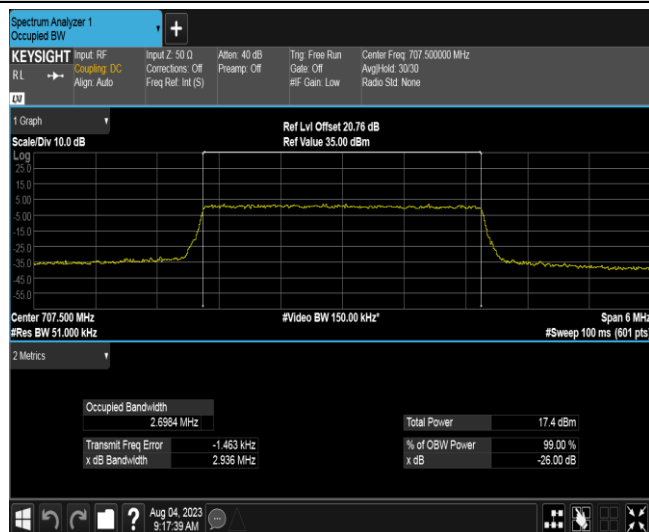 Spectrum Analyzer 1
Occupied BW
+
KEYSIGHT Input: RF Input Z: 50 Ω Atten: 40 dB Trig: Free Run Center Freq: 707.500000 MHz
RL Coupling: DC Corrections: Off Preamp: Off Gate: Off Avg|Hold: 30/30
Align: Auto Freq Ref: Int (S) #IF Gain: Low Radio Std: None
LXI
1 Graph Ref Lvl Offset 20.76 dB
Scale/Div 10.0 dB Ref Value 35.00 dBm
Log
25.0
15.0
5.00
-5.00
-15.0
-25.0
-35.0
-45.0
-55.0
Center 707.500 MHz #Video BW 150.00 kHz* Span 6 MHz
#Res BW 51.000 kHz #Sweep 100 ms (601 pts)
2 Metrics
Occupied Bandwidth
2.6984 MHz Total Power 17.4 dBm
Transmit Freq Error -1.463 kHz % of OBW Power 99.00 %
x dB Bandwidth 2.936 MHz x dB -26.00 dB
? Aug 04, 2023
9:17:39 AM